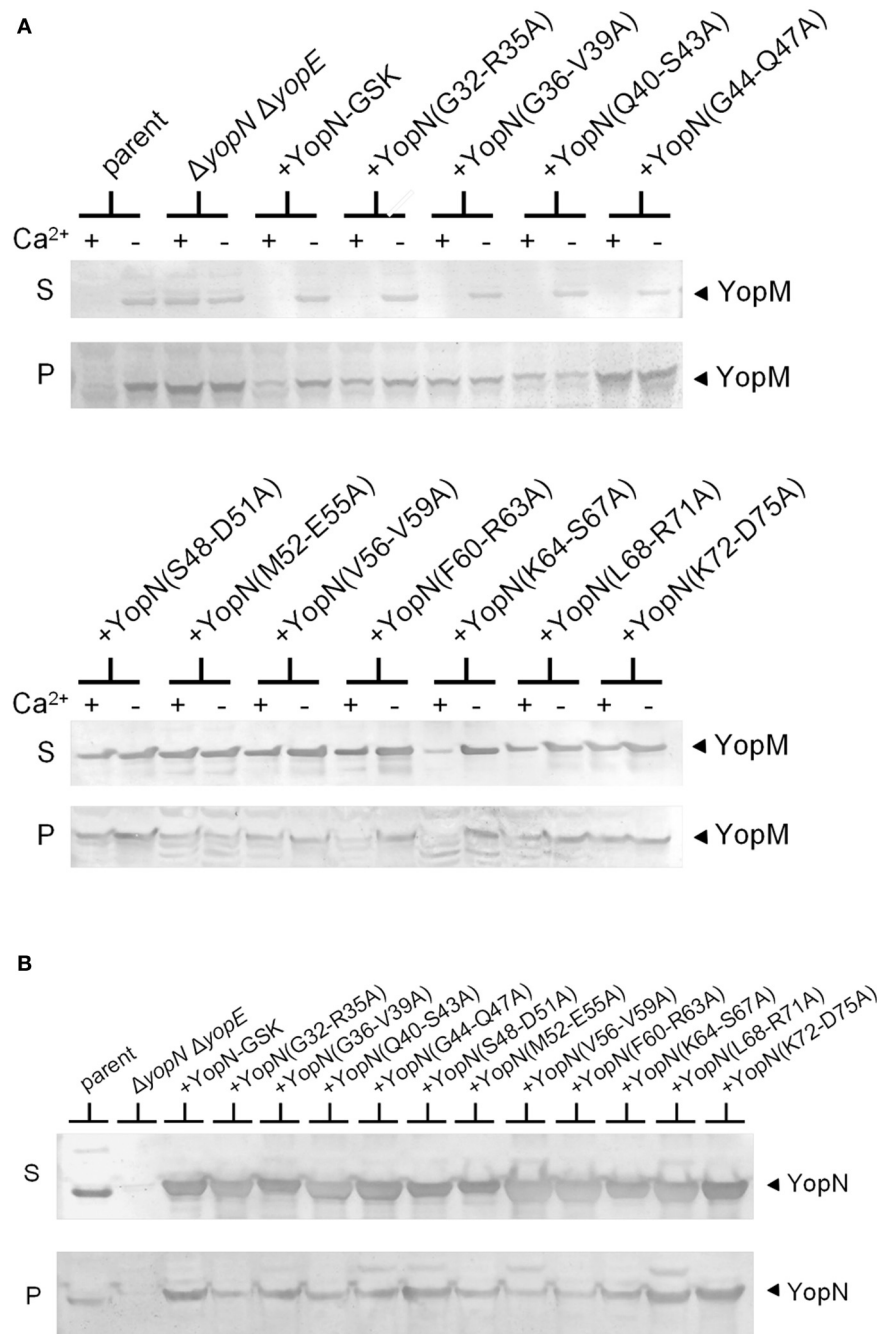 A
parent
ΔyopN ΔyopE
+YopN-GSK
+YopN(G32-R35A)
+YopN(G36-V39A)
+YopN(Q40-S43A)
+YopN(G44-Q47A)
Ca2+ + - + - + - + - + - + - + -
S ◄ YopM
P ◄ YopM
+YopN(S48-D51A)
+YopN(M52-E55A)
+YopN(V56-V59A)
+YopN(F60-R63A)
+YopN(K64-S67A)
+YopN(L68-R71A)
+YopN(K72-D75A)
Ca2+ + - + - + - + - + - + - + -
S ◄ YopM
P ◄ YopM
B
parent
ΔyopN ΔyopE
+YopN-GSK
+YopN(G32-R35A)
+YopN(G36-V39A)
+YopN(Q40-S43A)
+YopN(G44-Q47A)
+YopN(S48-D51A)
+YopN(M52-E55A)
+YopN(V56-V59A)
+YopN(F60-R63A)
+YopN(K64-S67A)
+YopN(L68-R71A)
+YopN(K72-D75A)
S ◄ YopN
P ◄ YopN